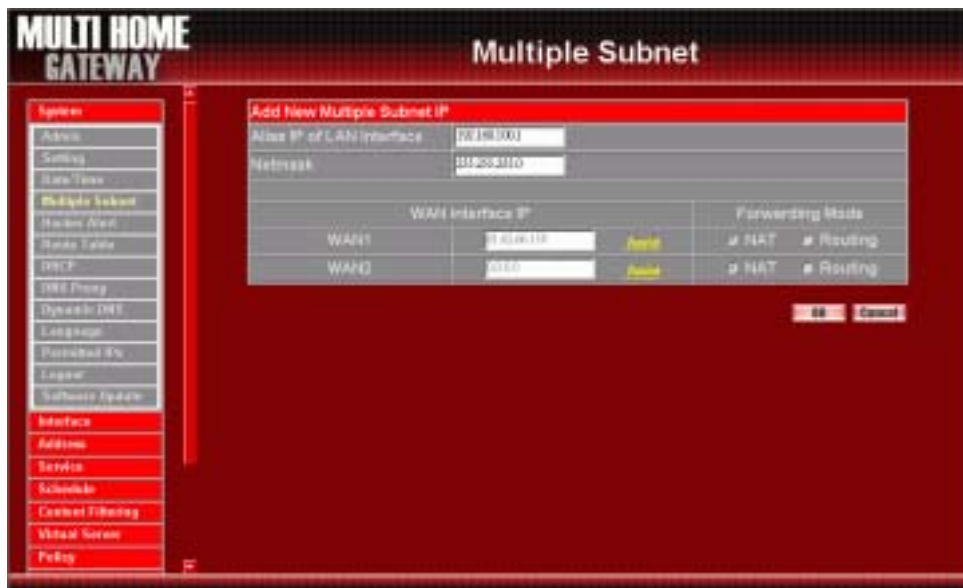 MULTI HOME
GATEWAY
Multiple Subnet
System
Admin
Setting
Date/Time
Multiple Subnet
Hacker Alert
Route Table
DHCP
DNS Proxy
Dynamic DNS
Language
Permitted IPs
Logout
Software Update
Interface
Address
Service
Schedule
Content Filtering
Virtual Server
Policy
Add New Multiple Subnet IP
Alias IP of LAN Interface
Netmask
WAN Interface IP Forwarding Mode
WAN1 Assist NAT Routing
WAN2 Assist NAT Routing
OK Cancel